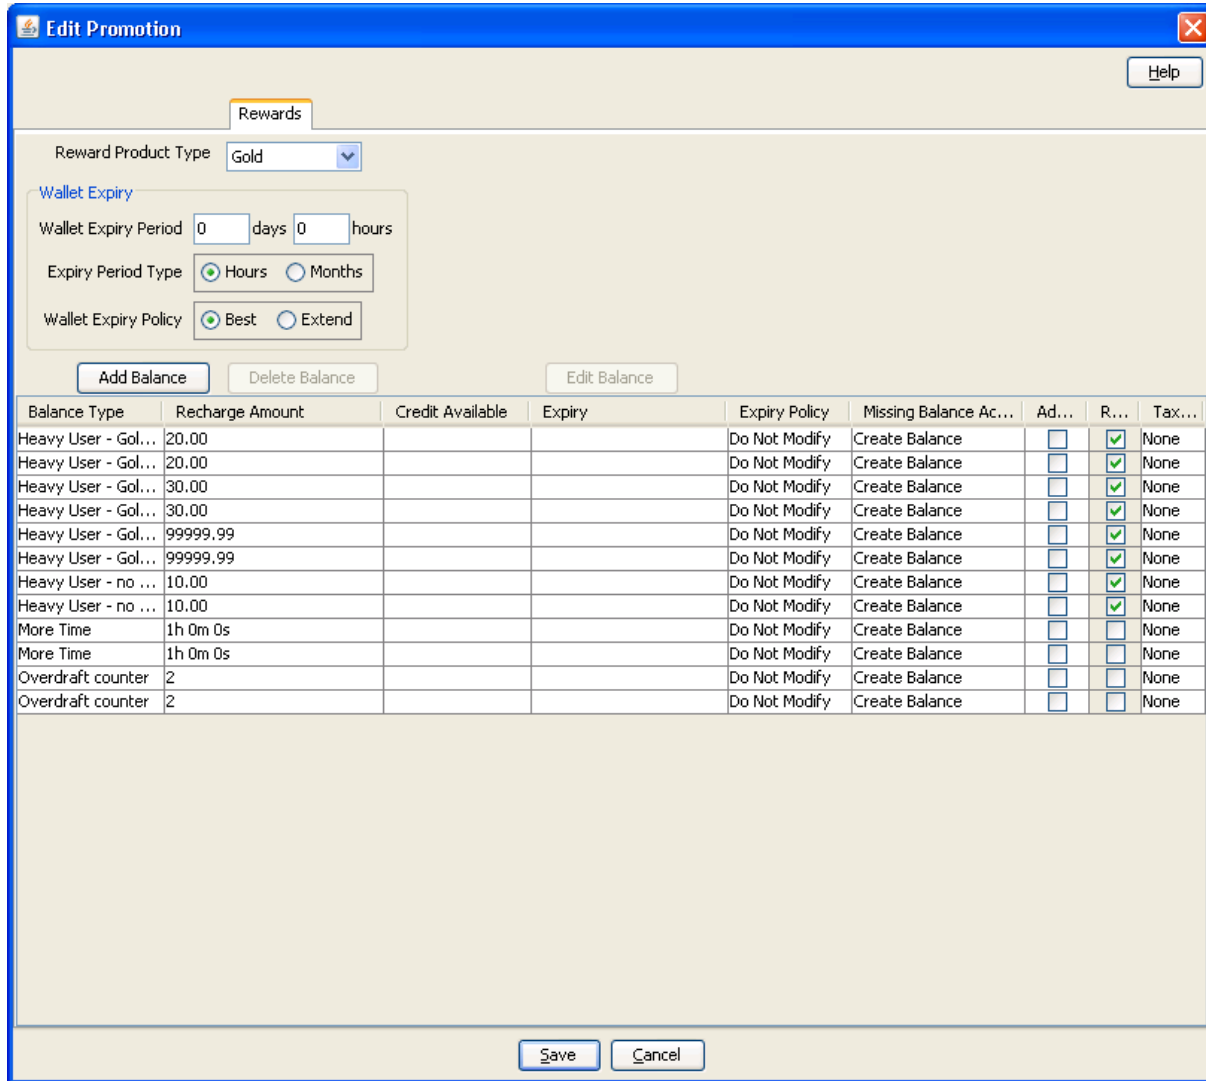 Edit Promotion
Help
Rewards
Reward Product Type Gold
Wallet Expiry
Wallet Expiry Period 0 days 0 hours
Expiry Period Type Hours Months
Wallet Expiry Policy Best Extend
Add Balance Delete Balance Edit Balance
Balance Type Recharge Amount Credit Available Expiry Expiry Policy Missing Balance Ac... Ad... R... Tax...
Heavy User - Gol... 20.00 Do Not Modify Create Balance None
Heavy User - Gol... 20.00 Do Not Modify Create Balance None
Heavy User - Gol... 30.00 Do Not Modify Create Balance None
Heavy User - Gol... 30.00 Do Not Modify Create Balance None
Heavy User - Gol... 99999.99 Do Not Modify Create Balance None
Heavy User - Gol... 99999.99 Do Not Modify Create Balance None
Heavy User - no ... 10.00 Do Not Modify Create Balance None
Heavy User - no ... 10.00 Do Not Modify Create Balance None
More Time 1h 0m 0s Do Not Modify Create Balance None
More Time 1h 0m 0s Do Not Modify Create Balance None
Overdraft counter 2 Do Not Modify Create Balance None
Overdraft counter 2 Do Not Modify Create Balance None
Save Cancel